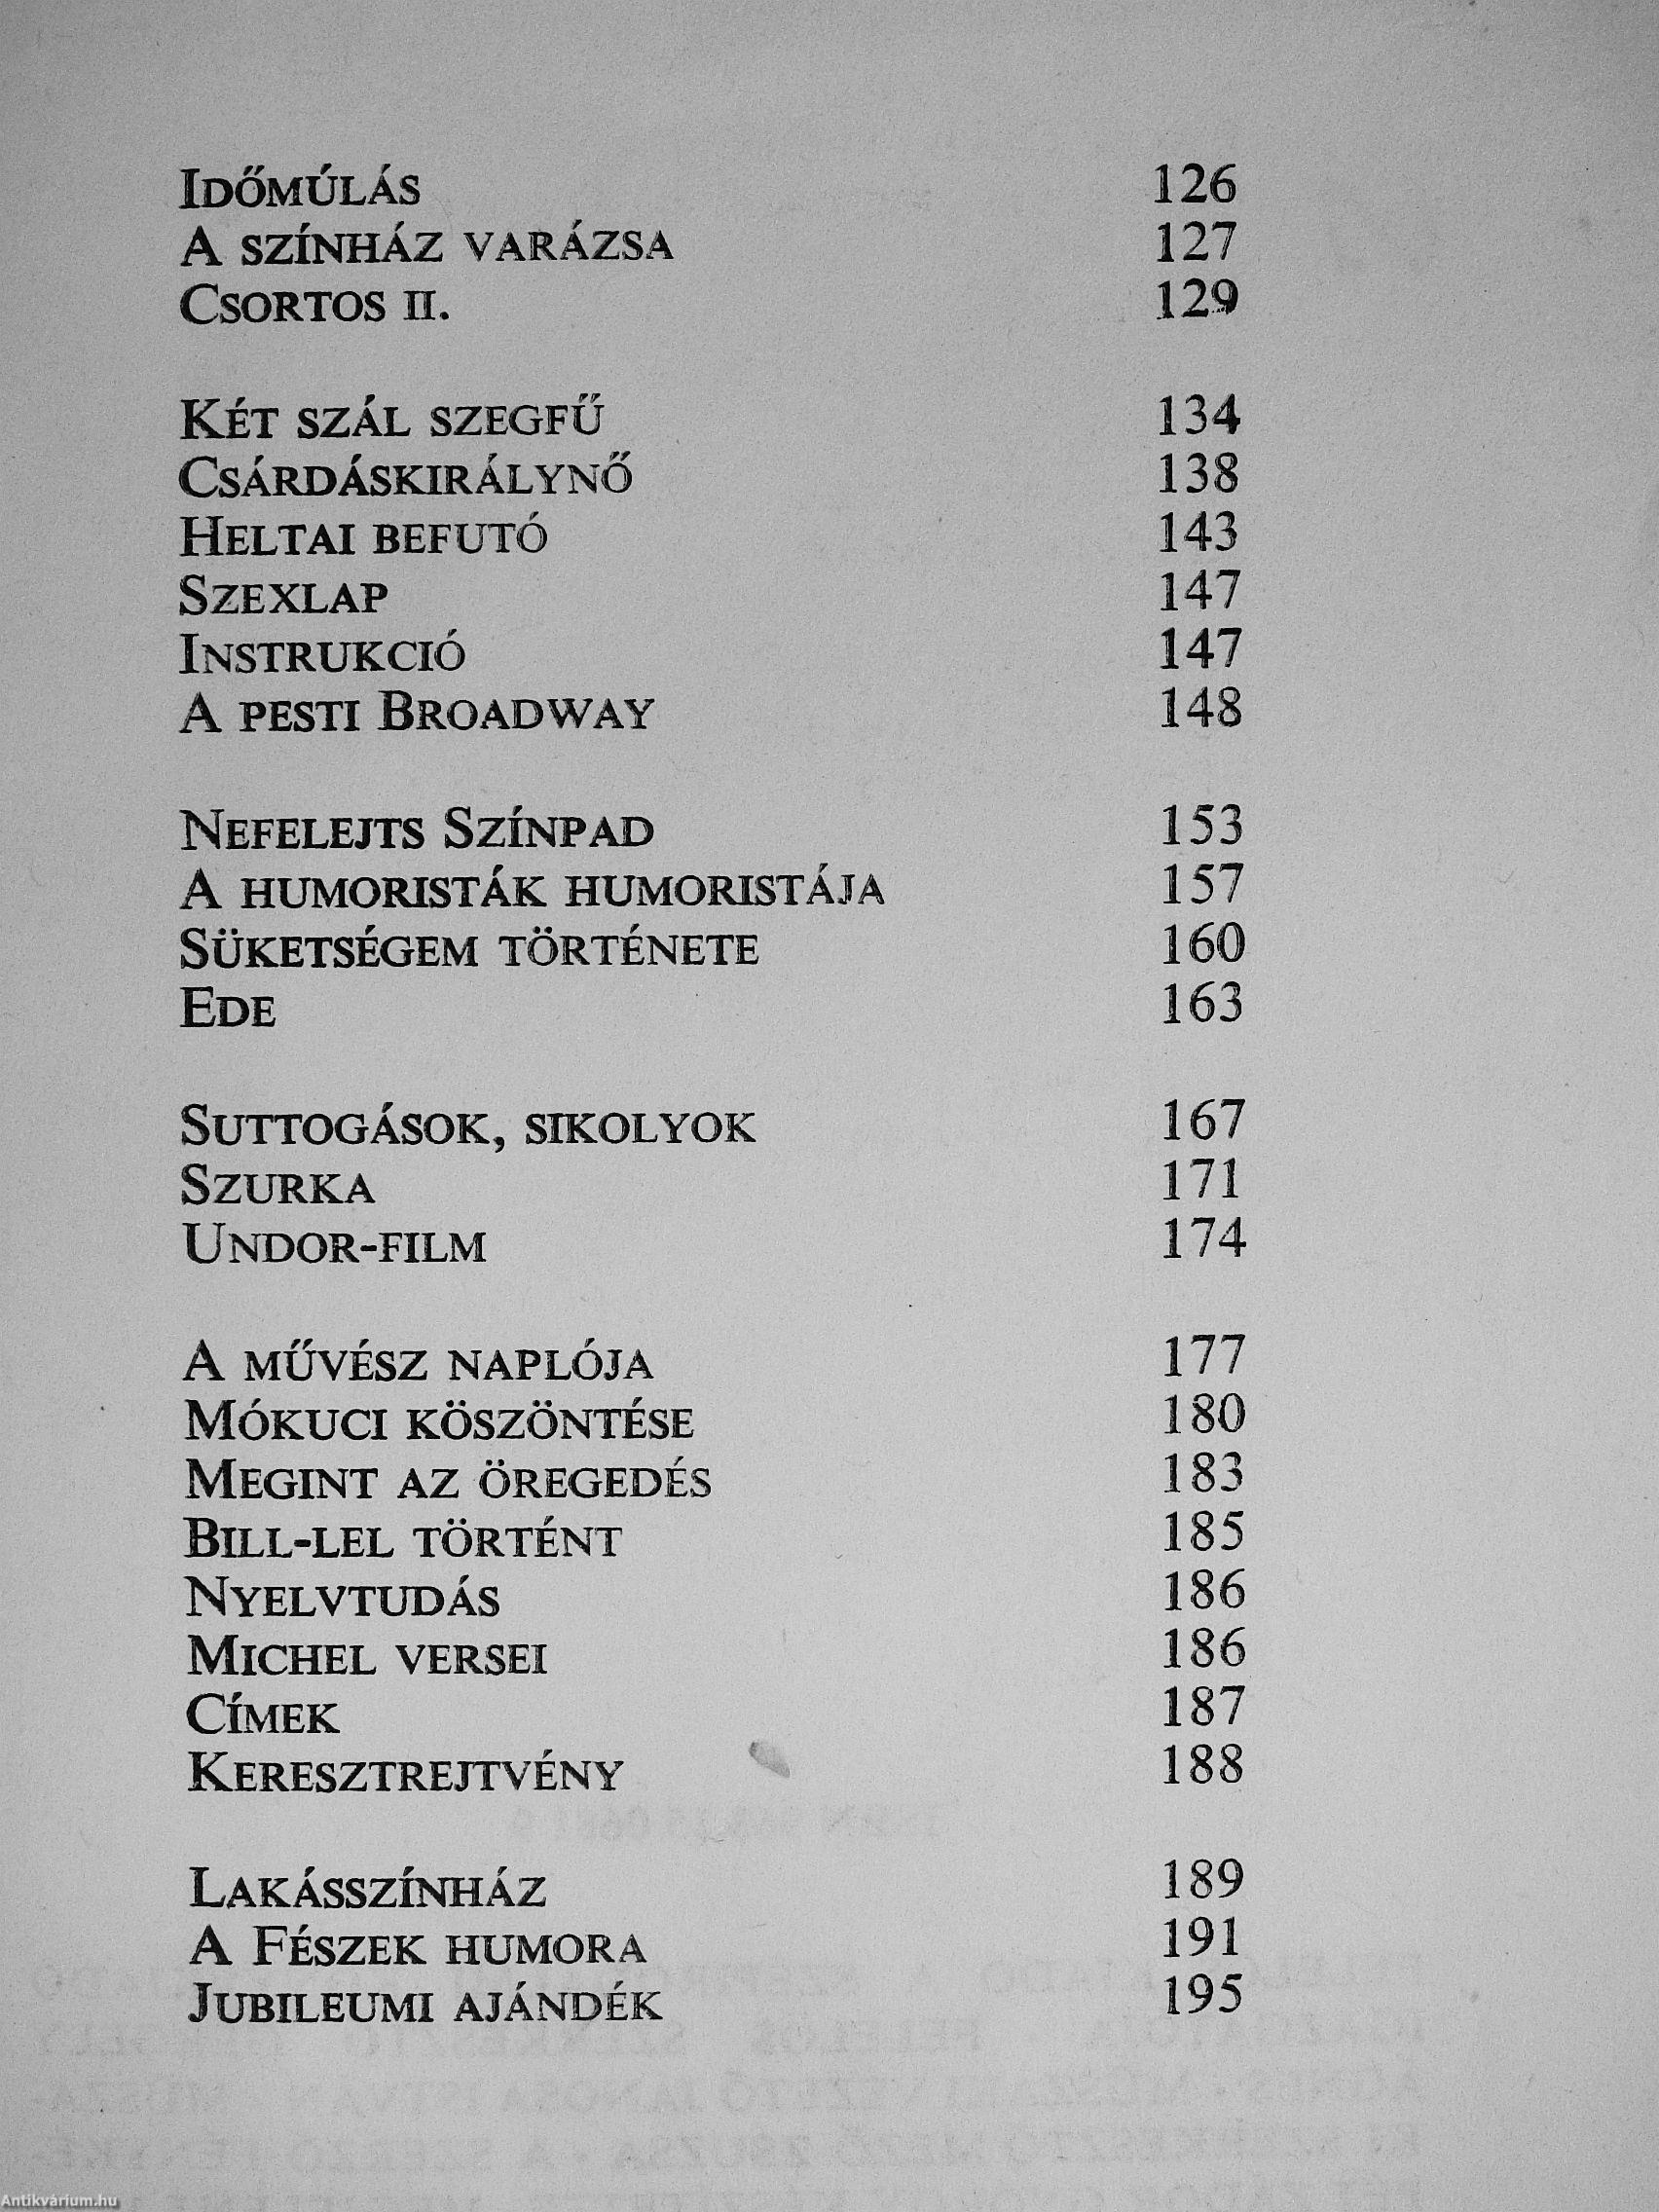 Időmúlás 126
A színház varázsa 127
Csortos II. 129
Két szál szegfű 134
Csárdáskirálynő 138
Heltai befutó 143
Szexlap 147
Instrukció 147
A pesti Broadway 148
Nefelejts Színpad 153
A humoristák humoristája 157
Süketségem története 160
Ede 163
Suttogások, sikolyok 167
Szurka 171
Undor-film 174
A művész naplója 177
Mókuci köszöntése 180
Megint az öregedés 183
Bill-lel történt 185
Nyelvtudás 186
Michel versei 186
Címek 187
Keresztrejtvény 188
Lakásszínház 189
A Fészek humora 191
Jubileumi ajándék 195
Antikvárium.hu